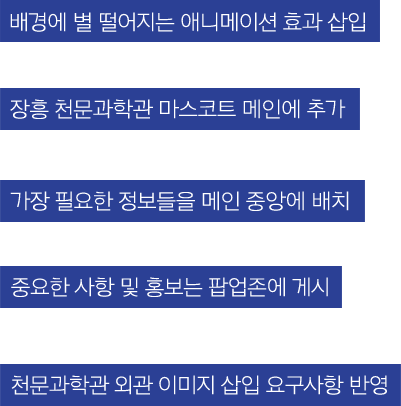 배경에 별 떨어지는 애니메이션 효과 삽입
장흥 천문과학관 마스코트 메인에 추가
가장 필요한 정보들을 메인 중앙에 배치
중요한 사항 및 홍보는 팝업존에 게시
천문과학관 외관 이미지 삽입 요구사항 반영